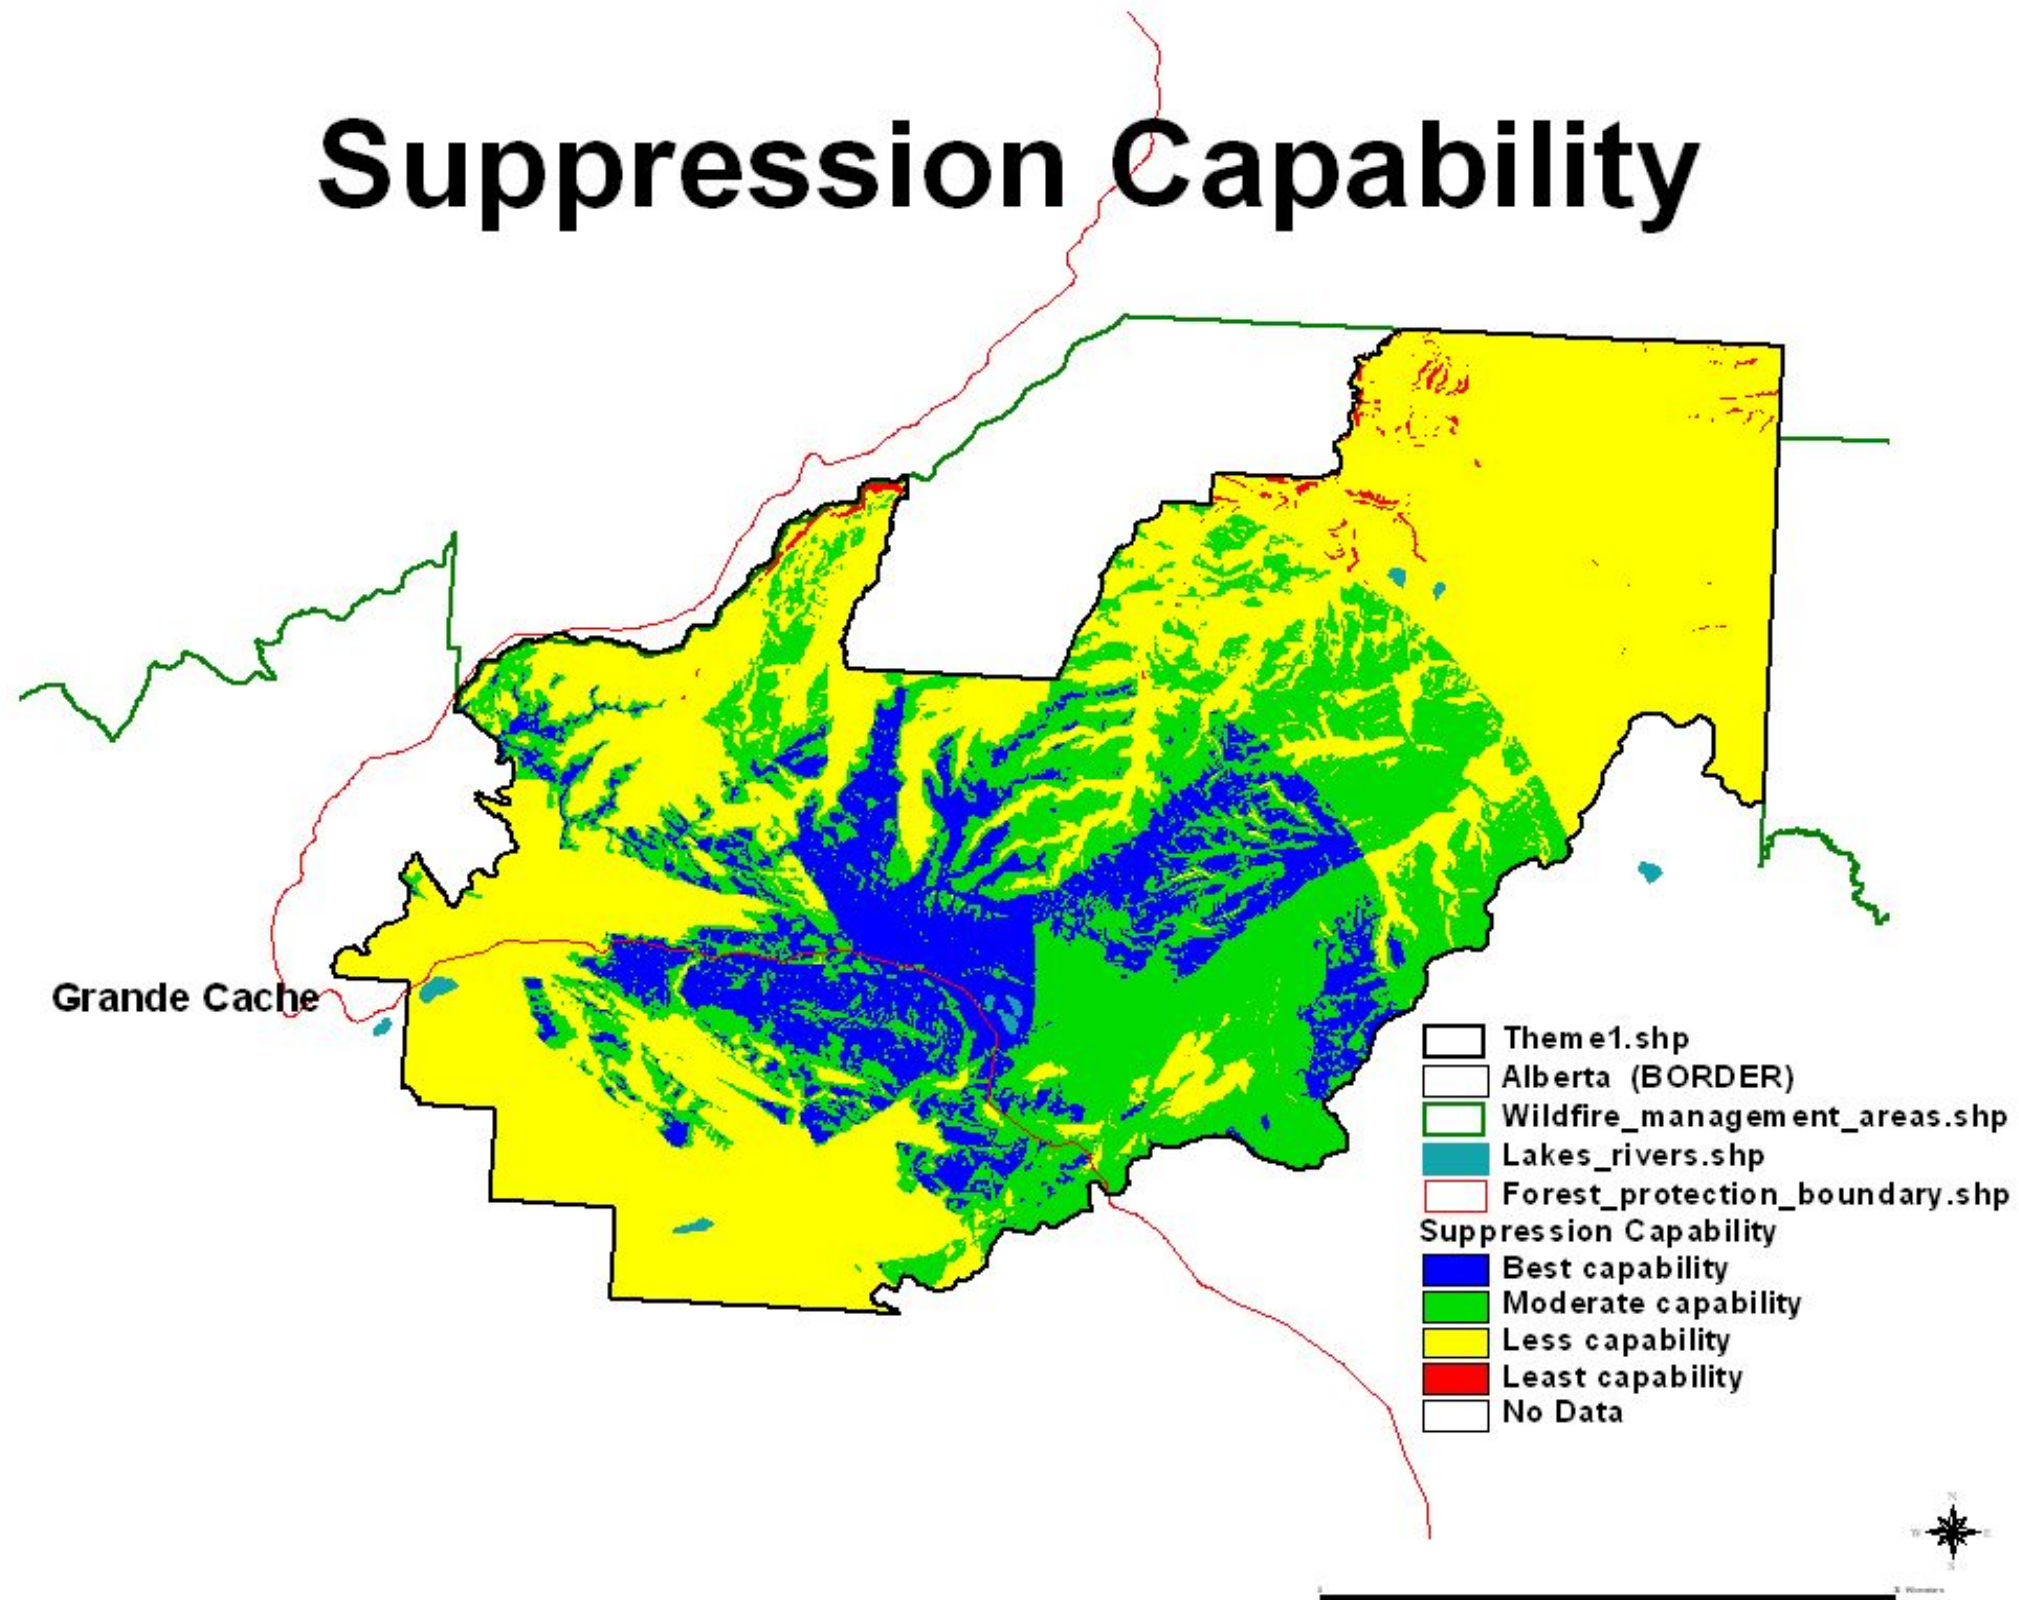 Suppression Capability
Grande Cache
Theme1.shp
Alberta (BORDER)
Wildfire_management_areas.shp
Lakes_rivers.shp
Forest_protection_boundary.shp
Suppression Capability
Best capability
Moderate capability
Less capability
Least capability
No Data
N
W E
S